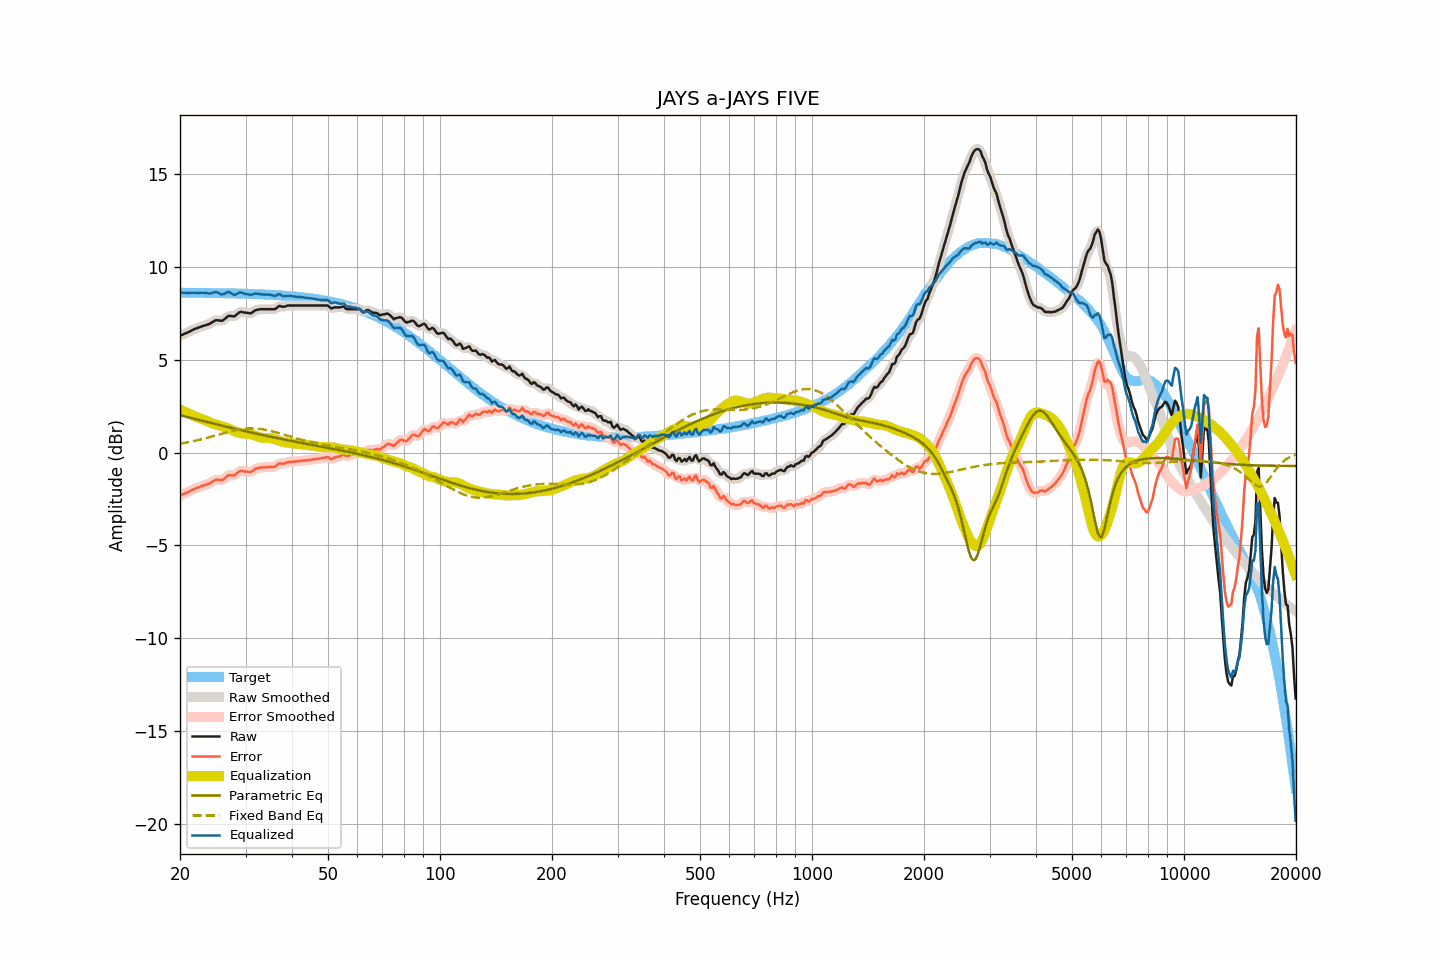 JAYS a-JAYS FIVE
15
10
5
0
−5
−10
−15
−20
Amplitude (dBr)
Target
Raw Smoothed
Error Smoothed
Raw
Error
Equalization
Parametric Eq
Fixed Band Eq
Equalized
20 50 100 200 500 1000 2000 5000 10000 20000
Frequency (Hz)